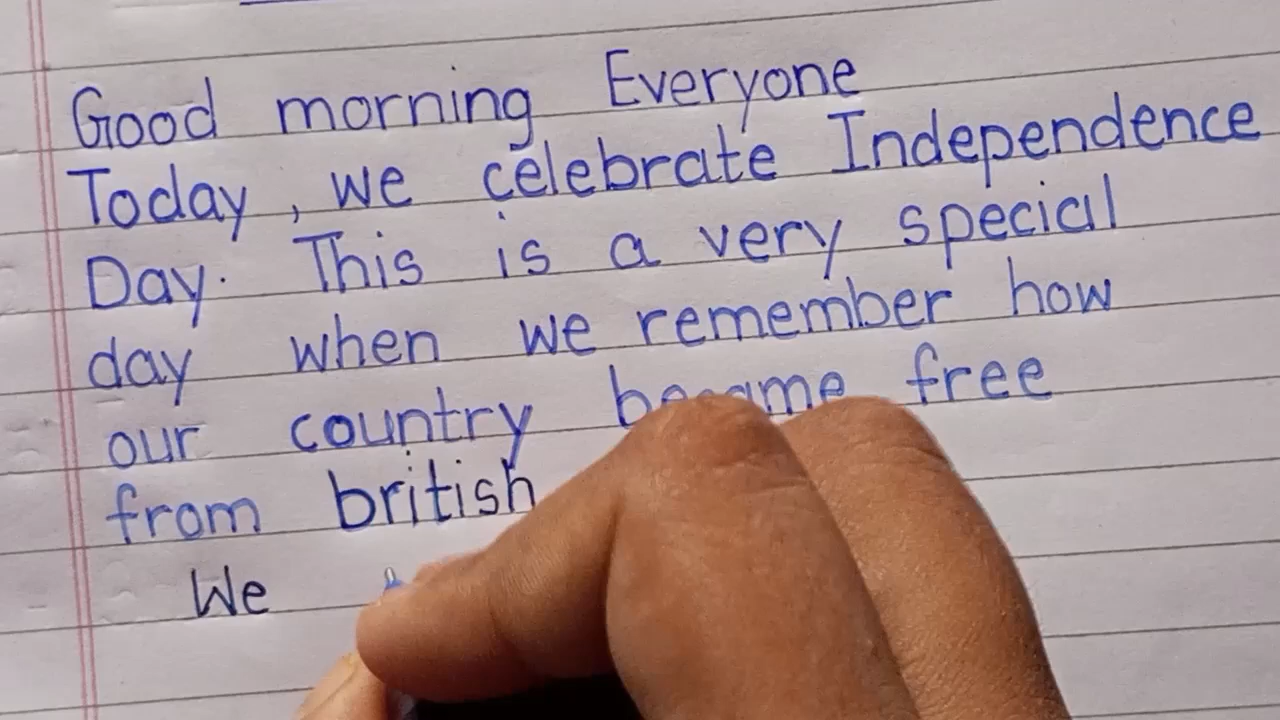 Good morning Everyone
Today, we celebrate Independence
Day. This is a very special
day when we remember how
our country became free
from british
We